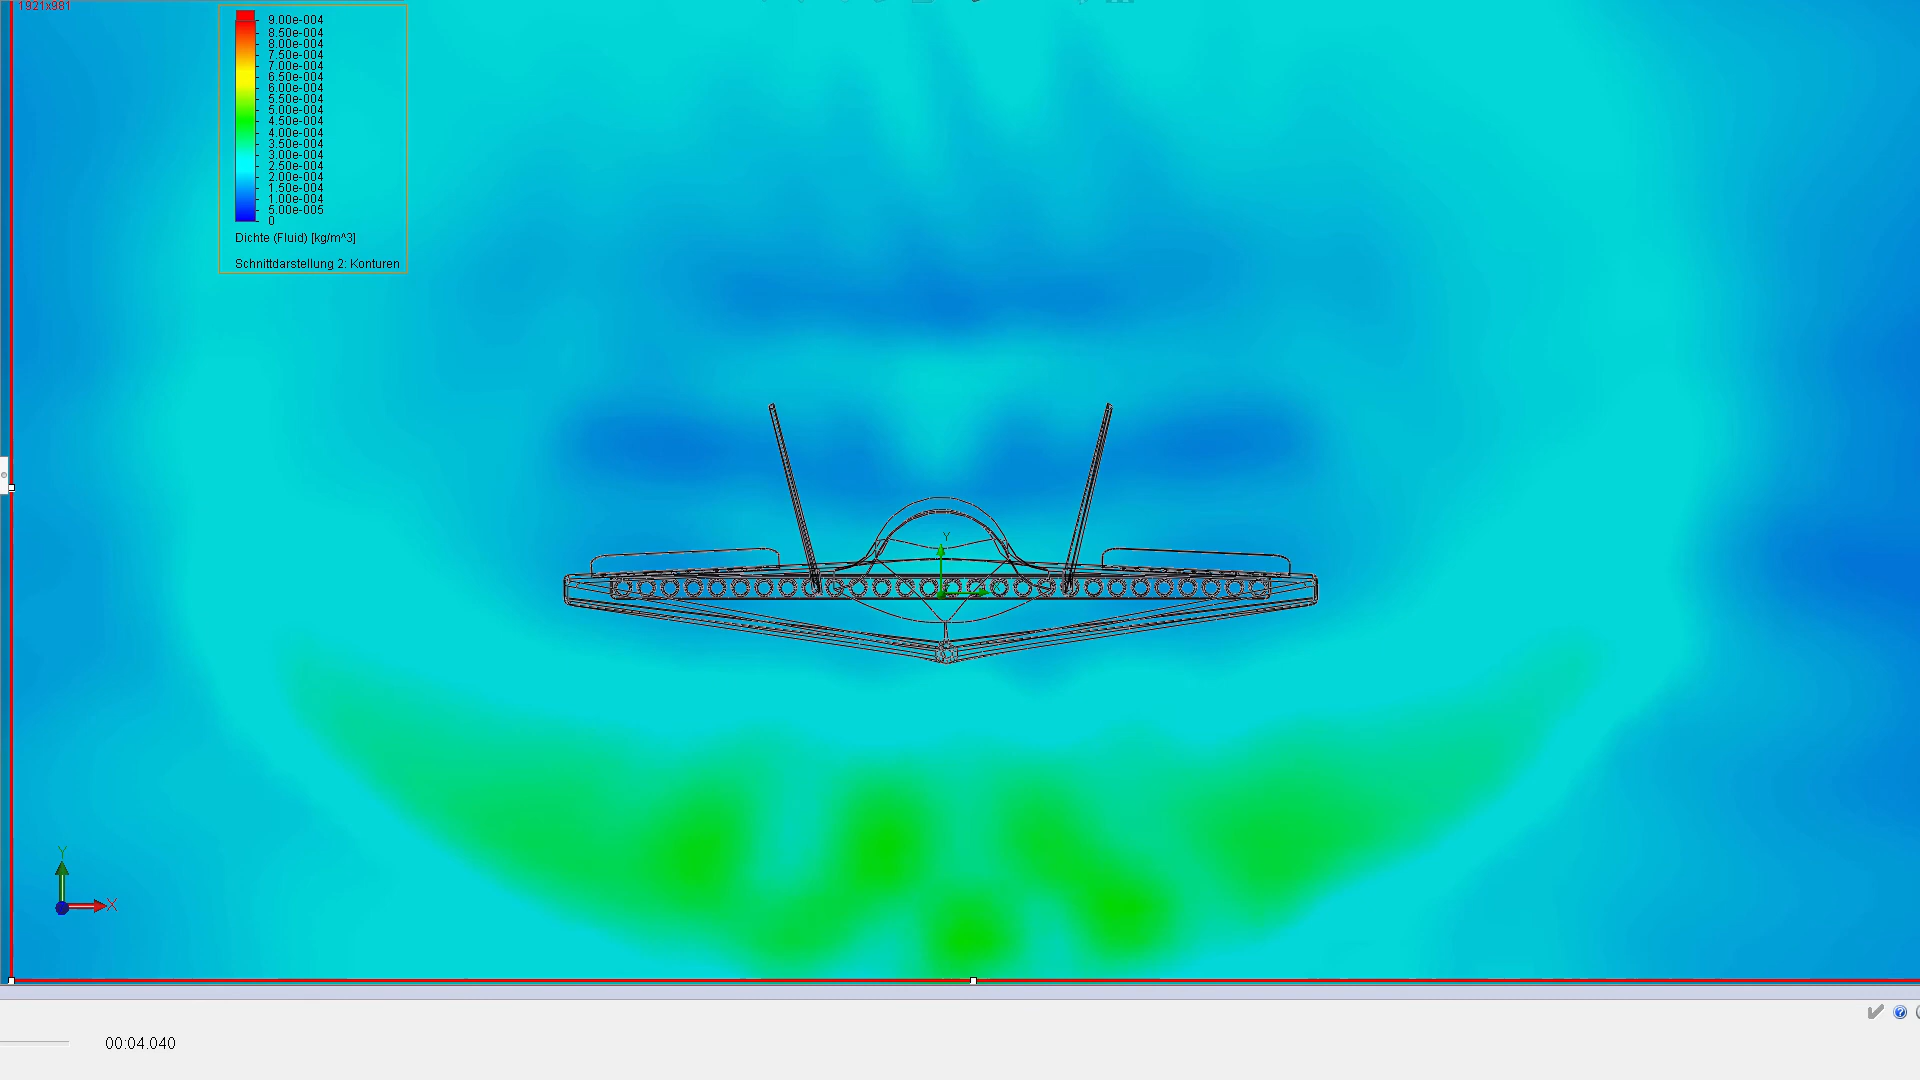 1921x981
9.00e-004
8.50e-004
8.00e-004
7.50e-004
7.00e-004
6.50e-004
6.00e-004
5.50e-004
5.00e-004
4.50e-004
4.00e-004
3.50e-004
3.00e-004
2.50e-004
2.00e-004
1.50e-004
1.00e-004
5.00e-005
0
Dichte (Fluid) [kg/m^3]
Schnittdarstellung 2: Konturen
Y
Y
X
?
00:04.040